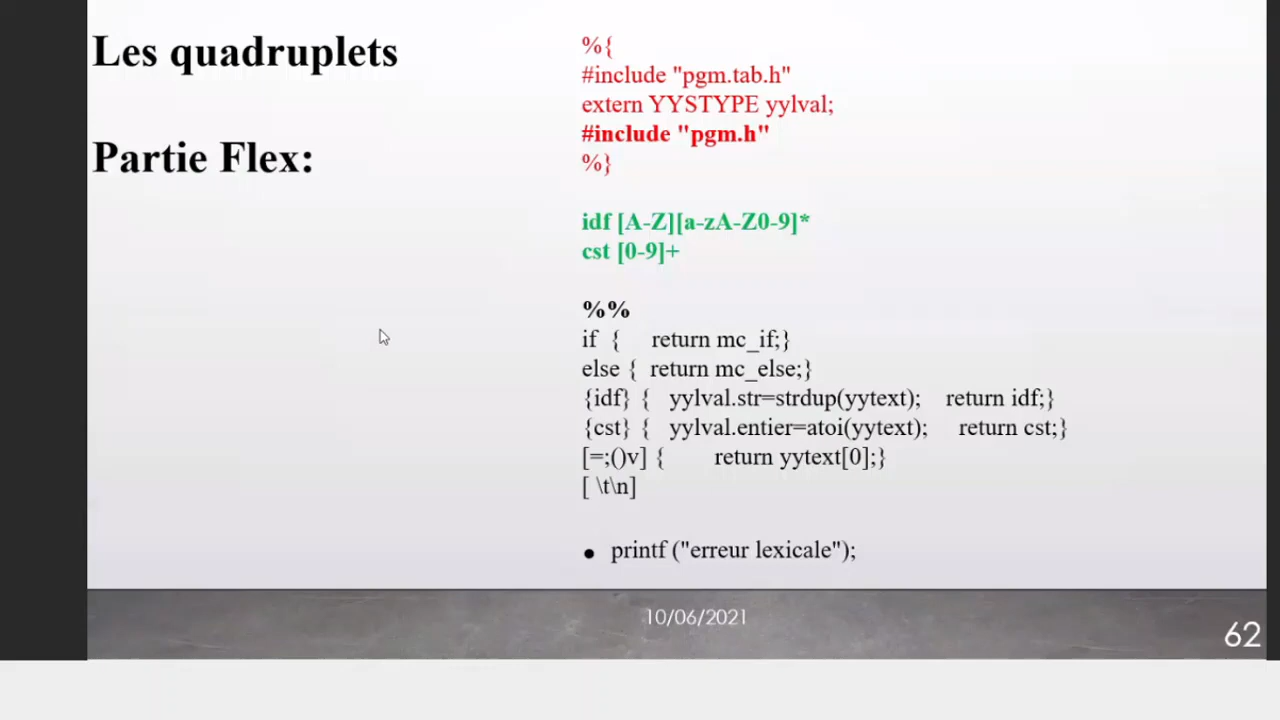 Les quadruplets
Partie Flex:
%{
#include "pgm.tab.h"
extern YYSTYPE yylval;
#include "pgm.h"
%}
idf [A-Z][a-zA-Z0-9]*
cst [0-9]+
%%
if { return mc_if;}
else { return mc_else;}
{idf} { yylval.str=strdup(yytext); return idf;}
{cst} { yylval.entier=atoi(yytext); return cst;}
[=;()v] { return yytext[0];}
[ \t\n]
• printf ("erreur lexicale");
10/06/2021
62